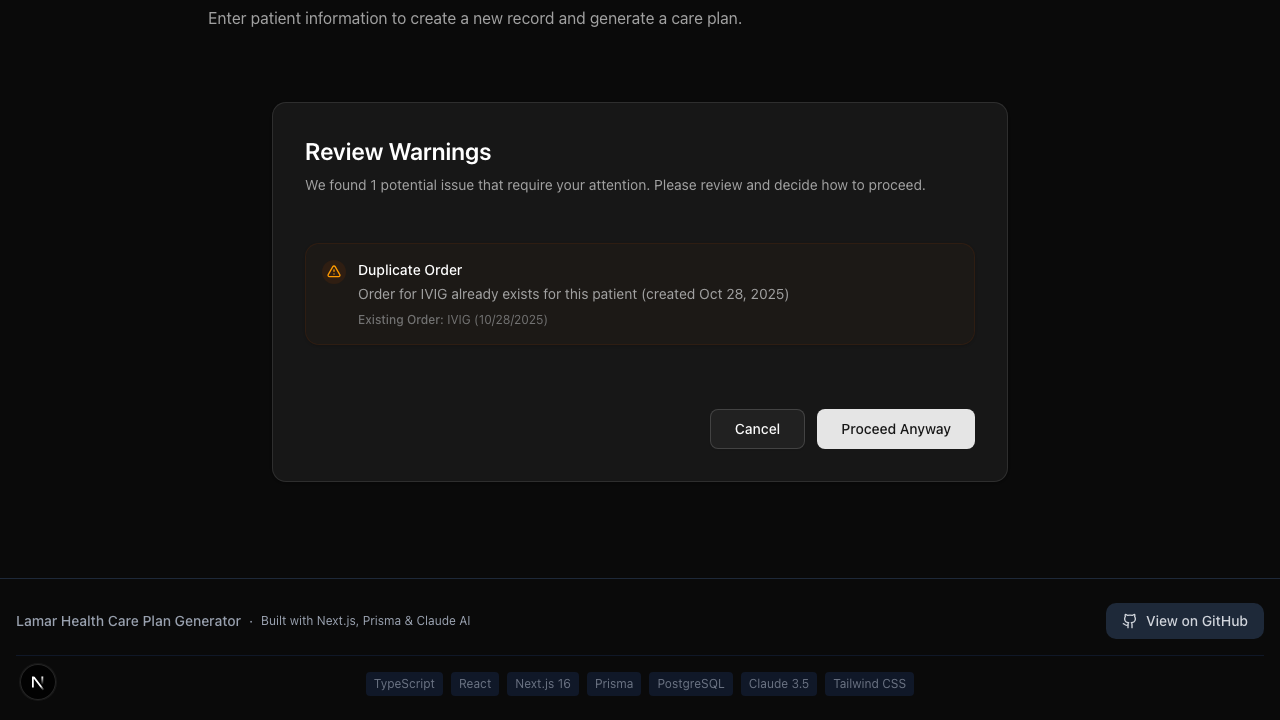 Enter patient information to create a new record and generate a care plan.
Review Warnings
We found 1 potential issue that require your attention. Please review and decide how to proceed.
Duplicate Order
Order for IVIG already exists for this patient (created Oct 28, 2025)
Existing Order: IVIG (10/28/2025)
Cancel
Proceed Anyway
Lamar Health Care Plan Generator · Built with Next.js, Prisma & Claude AI
View on GitHub
N
TypeScript
React
Next.js 16
Prisma
PostgreSQL
Claude 3.5
Tailwind CSS